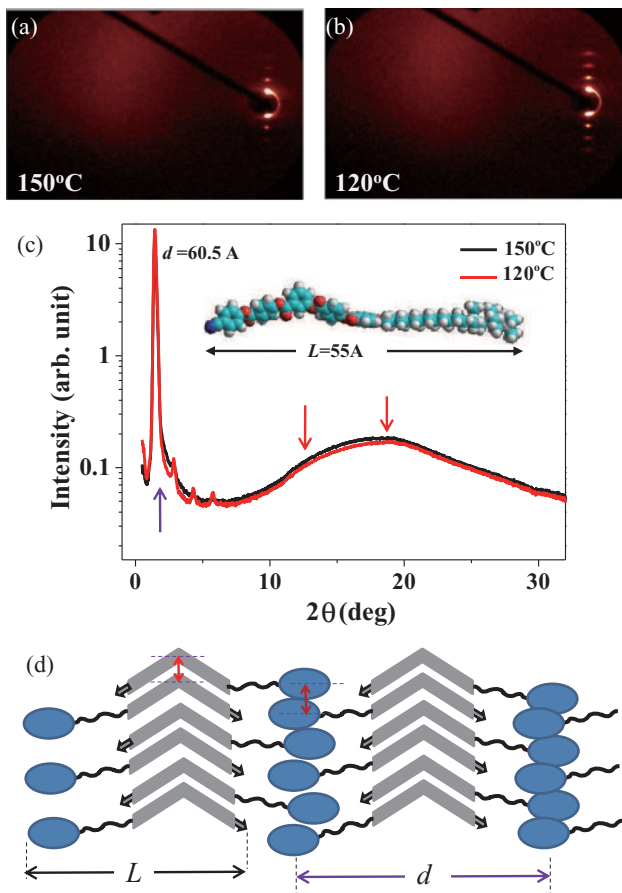 (a)
150°C
(b)
120°C
(c)
d =60.5 A
150°C
120°C
L=55A
10
1
0.1
Intensity (arb. unit)
0
10
20
30
2θ(deg)
(d)
L
d